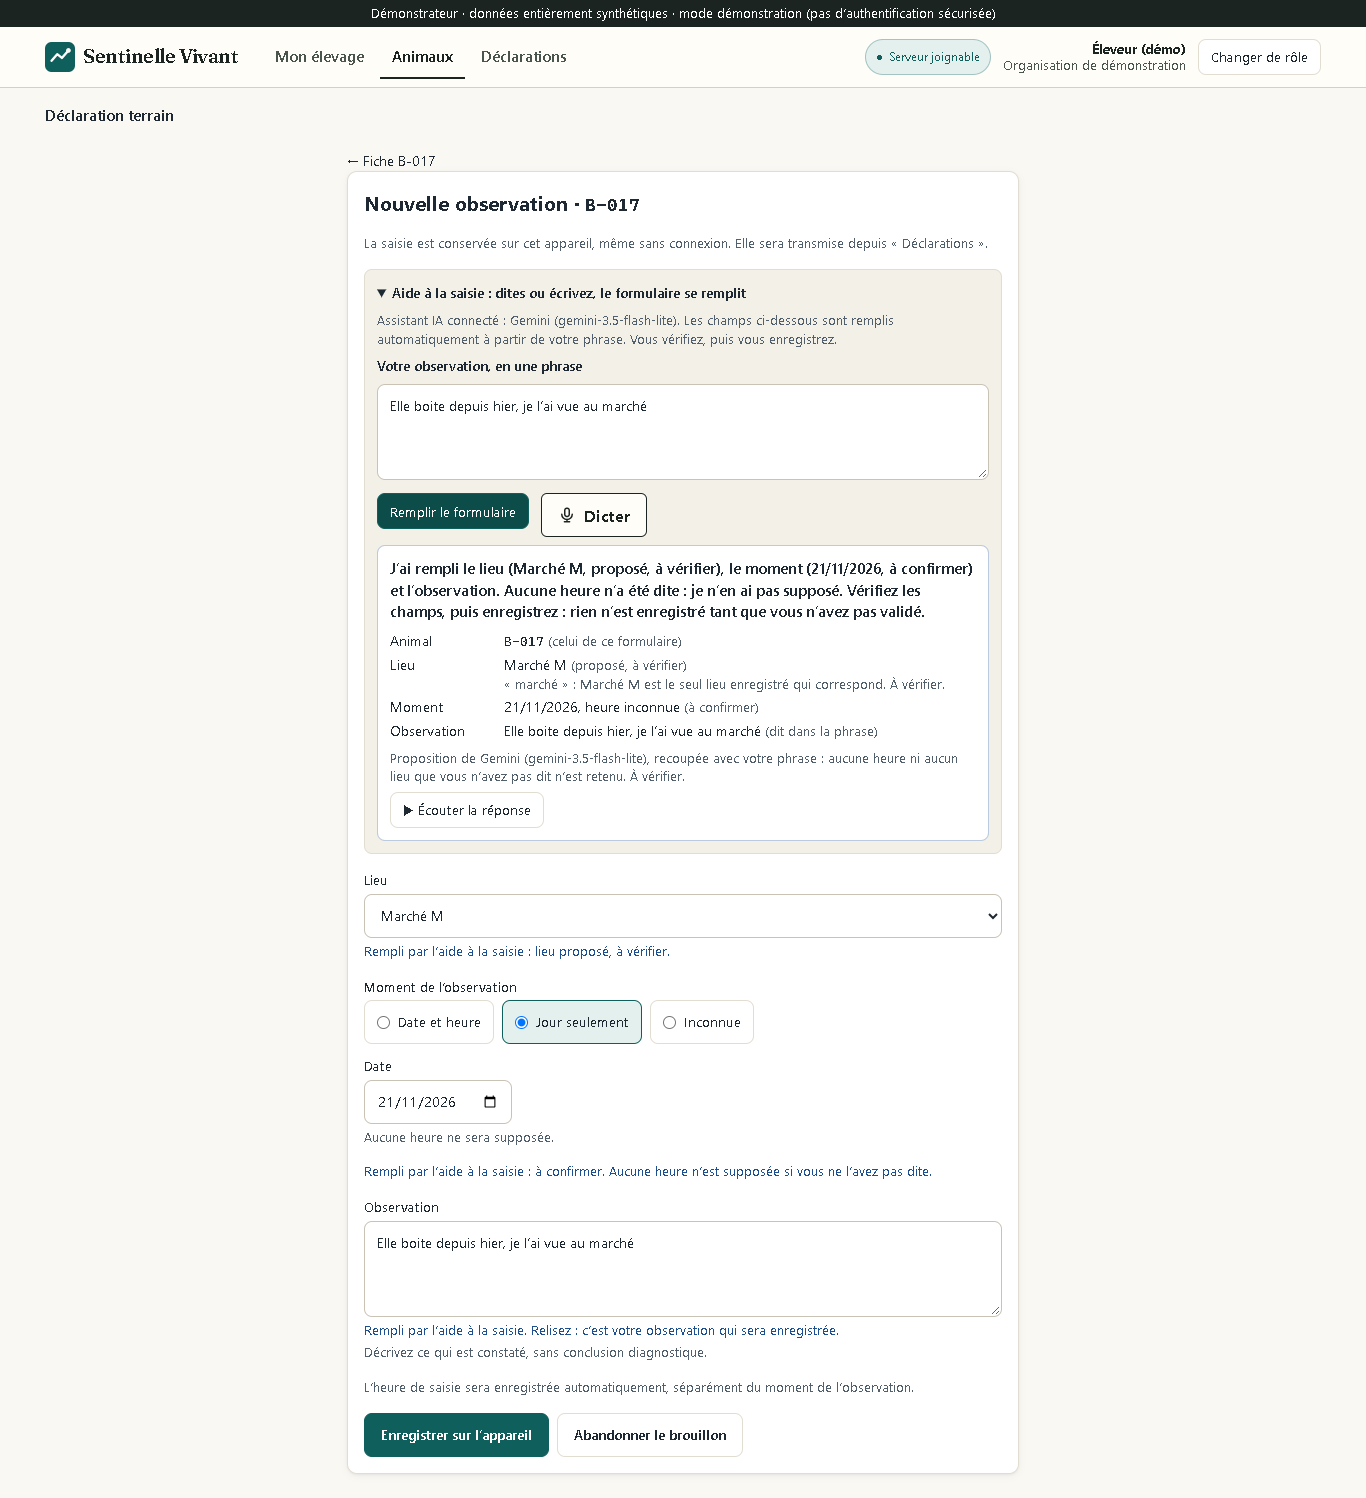 Démonstrateur · données entièrement synthétiques · mode démonstration (pas d’authentification sécurisée)
Sentinelle Vivant
Mon élevage
Animaux
Déclarations
● Serveur joignable
Éleveur (démo)
Organisation de démonstration
Changer de rôle
Déclaration terrain
← Fiche B-017
Nouvelle observation · B-017
La saisie est conservée sur cet appareil, même sans connexion. Elle sera transmise depuis « Déclarations ».
▼ Aide à la saisie : dites ou écrivez, le formulaire se remplit
Assistant IA connecté : Gemini (gemini-3.5-flash-lite). Les champs ci-dessous sont remplis
automatiquement à partir de votre phrase. Vous vérifiez, puis vous enregistrez.
Votre observation, en une phrase
Elle boite depuis hier, je l’ai vue au marché
Remplir le formulaire
Dicter
J’ai rempli le lieu (Marché M, proposé, à vérifier), le moment (21/11/2026, à confirmer)
et l’observation. Aucune heure n’a été dite : je n’en ai pas supposé. Vérifiez les
champs, puis enregistrez : rien n’est enregistré tant que vous n’avez pas validé.
Animal B-017 (celui de ce formulaire)
Lieu Marché M (proposé, à vérifier)
« marché » : Marché M est le seul lieu enregistré qui correspond. À vérifier.
Moment 21/11/2026, heure inconnue (à confirmer)
Observation Elle boite depuis hier, je l’ai vue au marché (dit dans la phrase)
Proposition de Gemini (gemini-3.5-flash-lite), recoupée avec votre phrase : aucune heure ni aucun
lieu que vous n’avez pas dit n’est retenu. À vérifier.
▶ Écouter la réponse
Lieu
Marché M
Rempli par l’aide à la saisie : lieu proposé, à vérifier.
Moment de l’observation
Date et heure
Jour seulement
Inconnue
Date
21/11/2026
Aucune heure ne sera supposée.
Rempli par l’aide à la saisie : à confirmer. Aucune heure n’est supposée si vous ne l’avez pas dite.
Observation
Elle boite depuis hier, je l’ai vue au marché
Rempli par l’aide à la saisie. Relisez : c’est votre observation qui sera enregistrée.
Décrivez ce qui est constaté, sans conclusion diagnostique.
L’heure de saisie sera enregistrée automatiquement, séparément du moment de l’observation.
Enregistrer sur l’appareil
Abandonner le brouillon